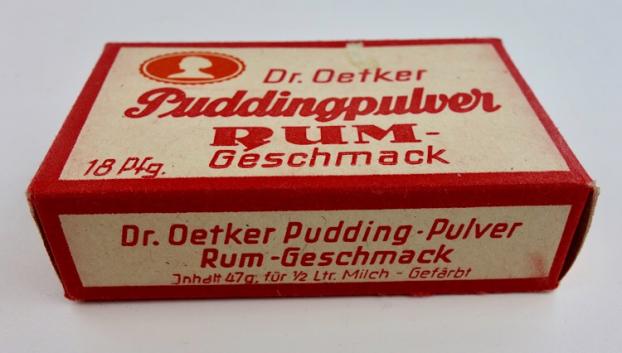 Dr. Oetker
Puddingpulver
RUM-
Geschmack
18 Pfg.
Dr. Oetker Pudding-Pulver
Rum-Geschmack
Inhalt 47g, für ½ Ltr. Milch - Gefärbt